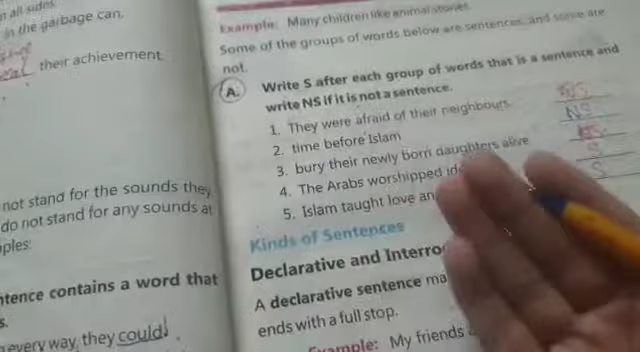 n all sides
in the garbage can.
their achievement.
not stand for the sounds they
do not stand for any sounds at
ples:
ntence contains a word that
s.
every way, they could
Example: Many children like animal stories.
Some of the groups of words below are sentences, and some are
not.
A. Write S after each group of words that is a sentence and
write NS if it is not a sentence.
1. They were afraid of their neighbours. NS
2. time before Islam NS
3. bury their newly born daughters alive
4. The Arabs worshipped S
5. Islam taught love an S
Kinds of Sentences
Declarative and Interro
A declarative sentence ma
ends with a full stop.
Example: My friends